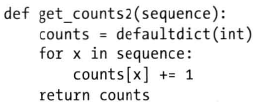 def get_counts2(sequence):
    counts = defaultdict(int)
    for x in sequence:
        counts[x] += 1
    return counts